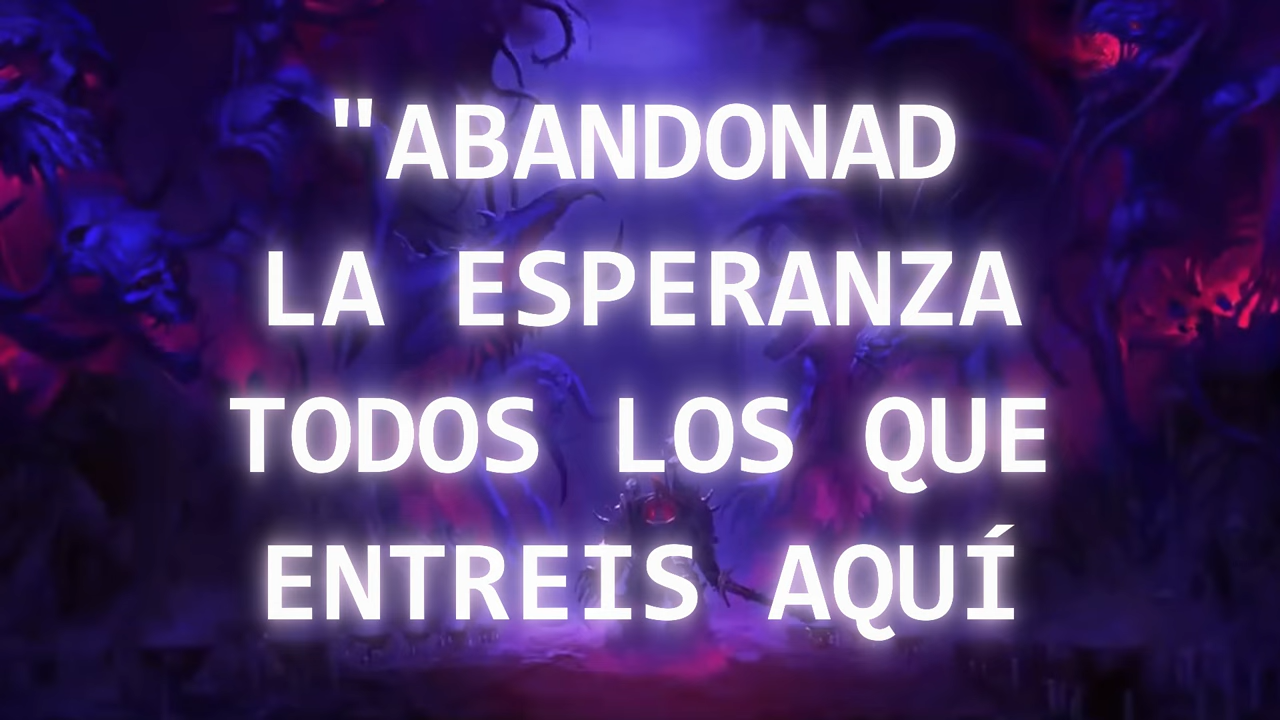 "ABANDONAD
LA ESPERANZA
TODOS LOS QUE
ENTREIS AQUÍ